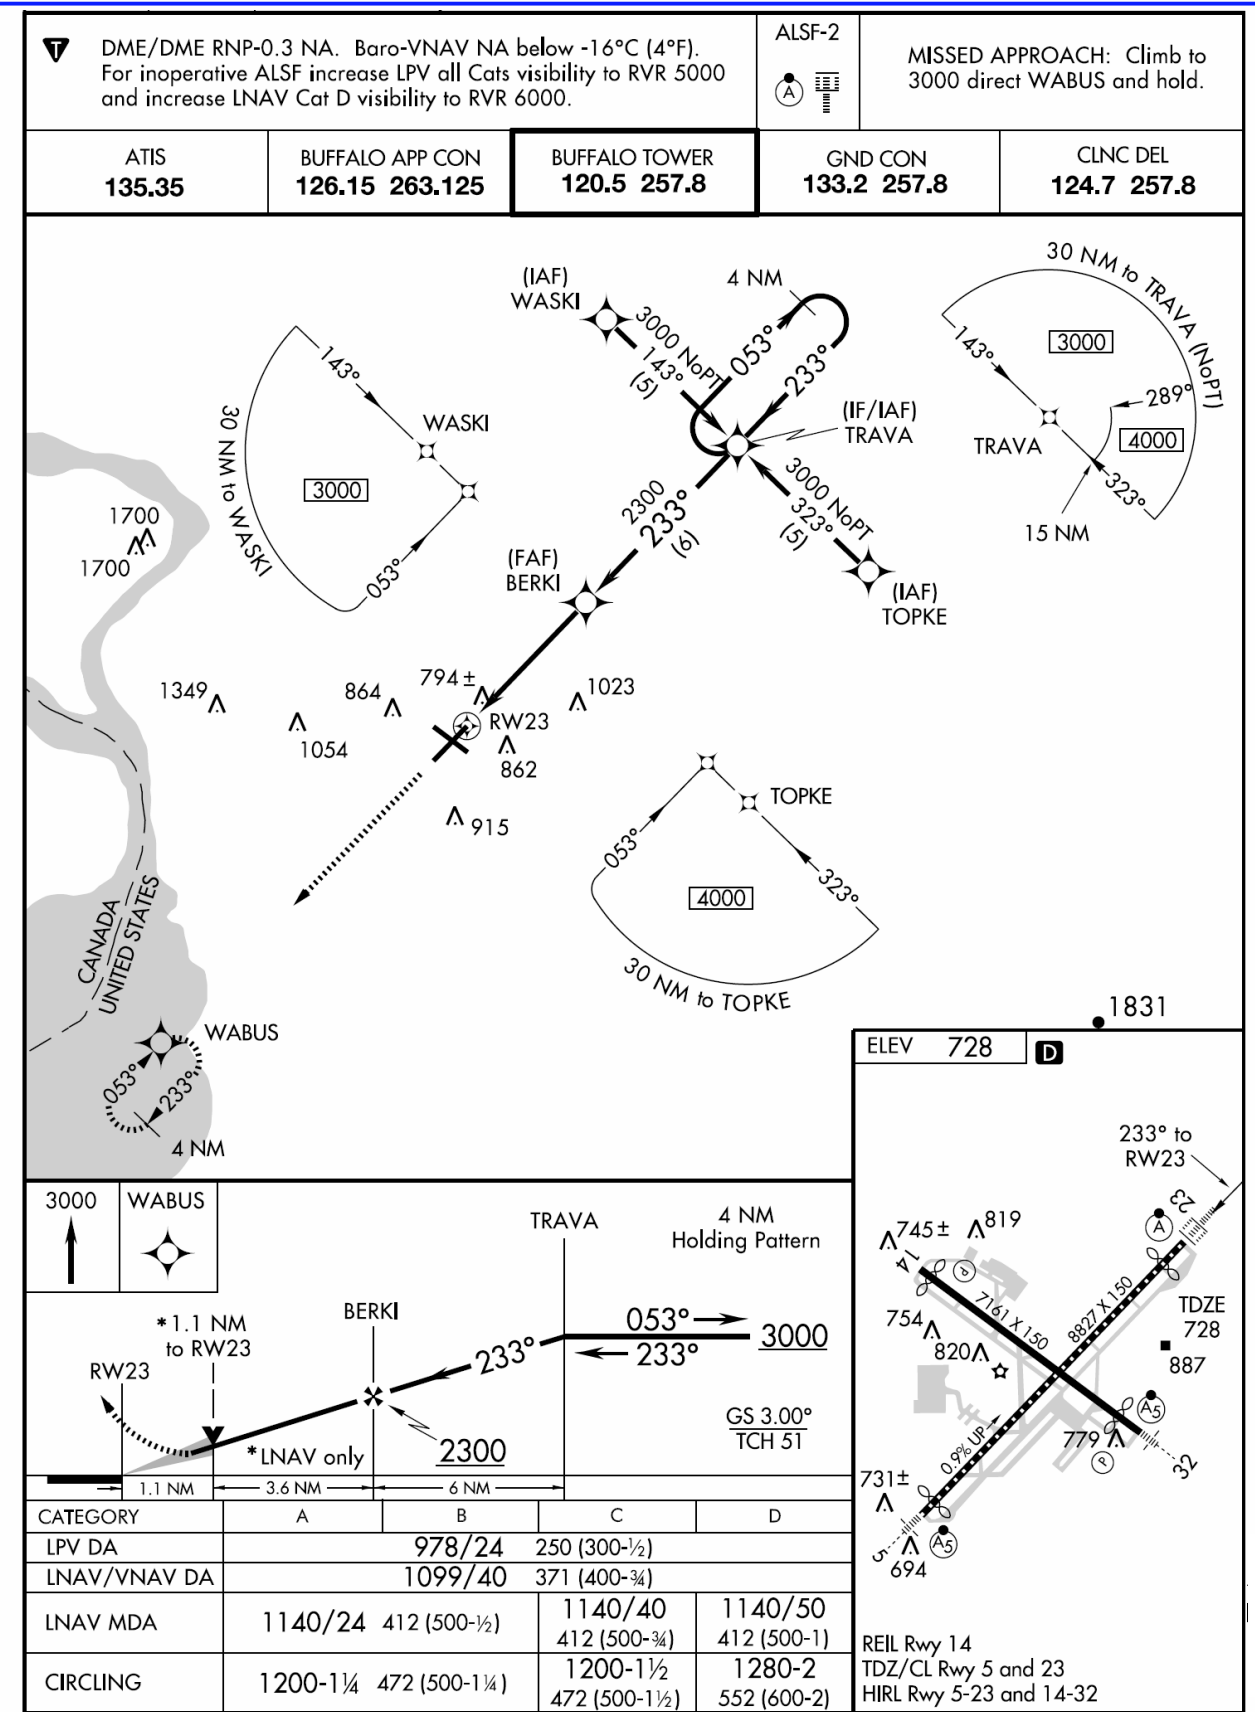 T
DME/DME RNP-0.3 NA. Baro-VNAV NA below -16°C (4°F).
For inoperative ALSF increase LPV all Cats visibility to RVR 5000
and increase LNAV Cat D visibility to RVR 6000.
ALSF-2
A
MISSED APPROACH: Climb to
3000 direct WABUS and hold.
ATIS
135.35
BUFFALO APP CON
126.15 263.125
BUFFALO TOWER
120.5 257.8
GND CON
133.2 257.8
CLNC DEL
124.7 257.8
(IAF)
WASKI
3000 NoPT
143°
(5)
4 NM
053°
233°
(IF/IAF)
TRAVA
30 NM to TRAVA (NoPT)
3000
143°
289°
4000
TRAVA
323°
15 NM
143°
WASKI
30 NM to WASKI
3000
053°
2300
233°
(6)
3000 NoPT
323°
(5)
(IAF)
TOPKE
(FAF)
BERKI
1700
1700
1349
864
794±
1023
1054
RW23
862
915
TOPKE
053°
323°
4000
30 NM to TOPKE
CANADA
UNITED STATES
WABUS
053°
233°
4 NM
1831
ELEV 728
D
233° to
RW23
23
A
745±
819
14
P
7161 X 150
8827 X 150
TDZE
728
754
820
887
A5
779
P
32
0.9% UP
731±
5
694
A5
REIL Rwy 14
TDZ/CL Rwy 5 and 23
HIRL Rwy 5-23 and 14-32
3000
WABUS
TRAVA
4 NM
Holding Pattern
BERKI
*1.1 NM
to RW23
RW23
053°
233°
3000
233°
GS 3.00°
TCH 51
*LNAV only
2300
1.1 NM
3.6 NM
6 NM
CATEGORY A B C D
LPV DA 978/24 250 (300-½)
LNAV/VNAV DA 1099/40 371 (400-¾)
LNAV MDA 1140/24 412 (500-½)
1140/40
412 (500-¾)
1140/50
412 (500-1)
CIRCLING 1200-1¼ 472 (500-1¼)
1200-1½
472 (500-1½)
1280-2
552 (600-2)